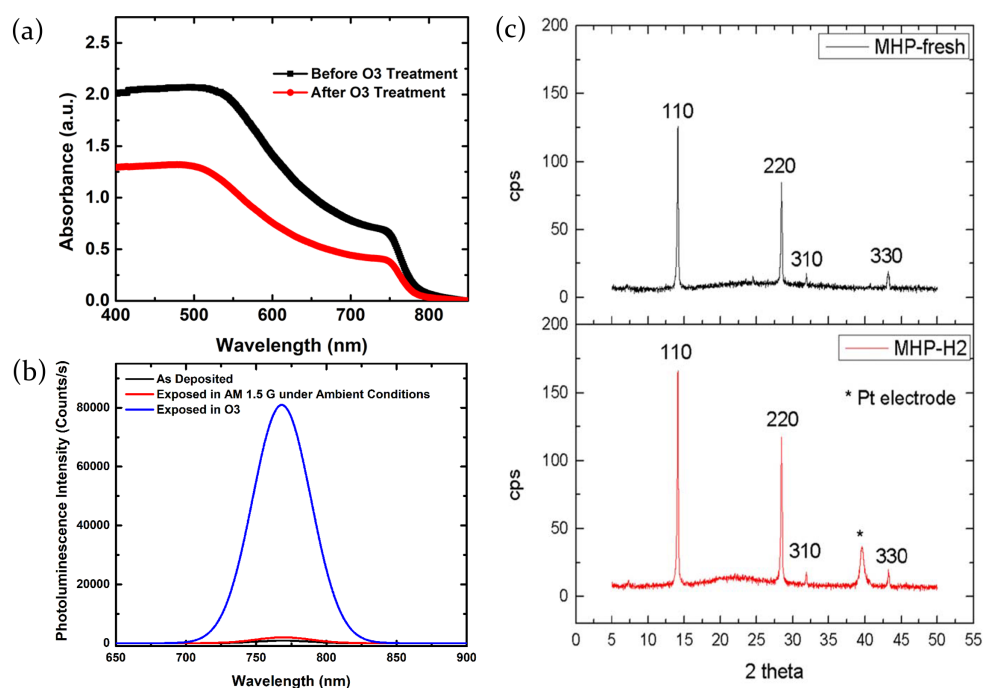 (a)
2.5
2.0
1.5
1.0
0.5
0.0
Absorbance (a.u.)
Before O3 Treatment
After O3 Treatment
400 500 600 700 800
Wavelength (nm)
(b)
80000
60000
40000
20000
0
Photoluminescence Intensity (Counts/s)
As Deposited
Exposed in AM 1.5 G under Ambient Conditions
Exposed in O3
650 700 750 800 850 900
Wavelength (nm)
(c)
200
150
100
50
0
cps
MHP-fresh
110
220
310
330
200
150
100
50
0
cps
MHP-H2
* Pt electrode
110
220
310
*
330
0 5 10 15 20 25 30 35 40 45 50 55
2 theta